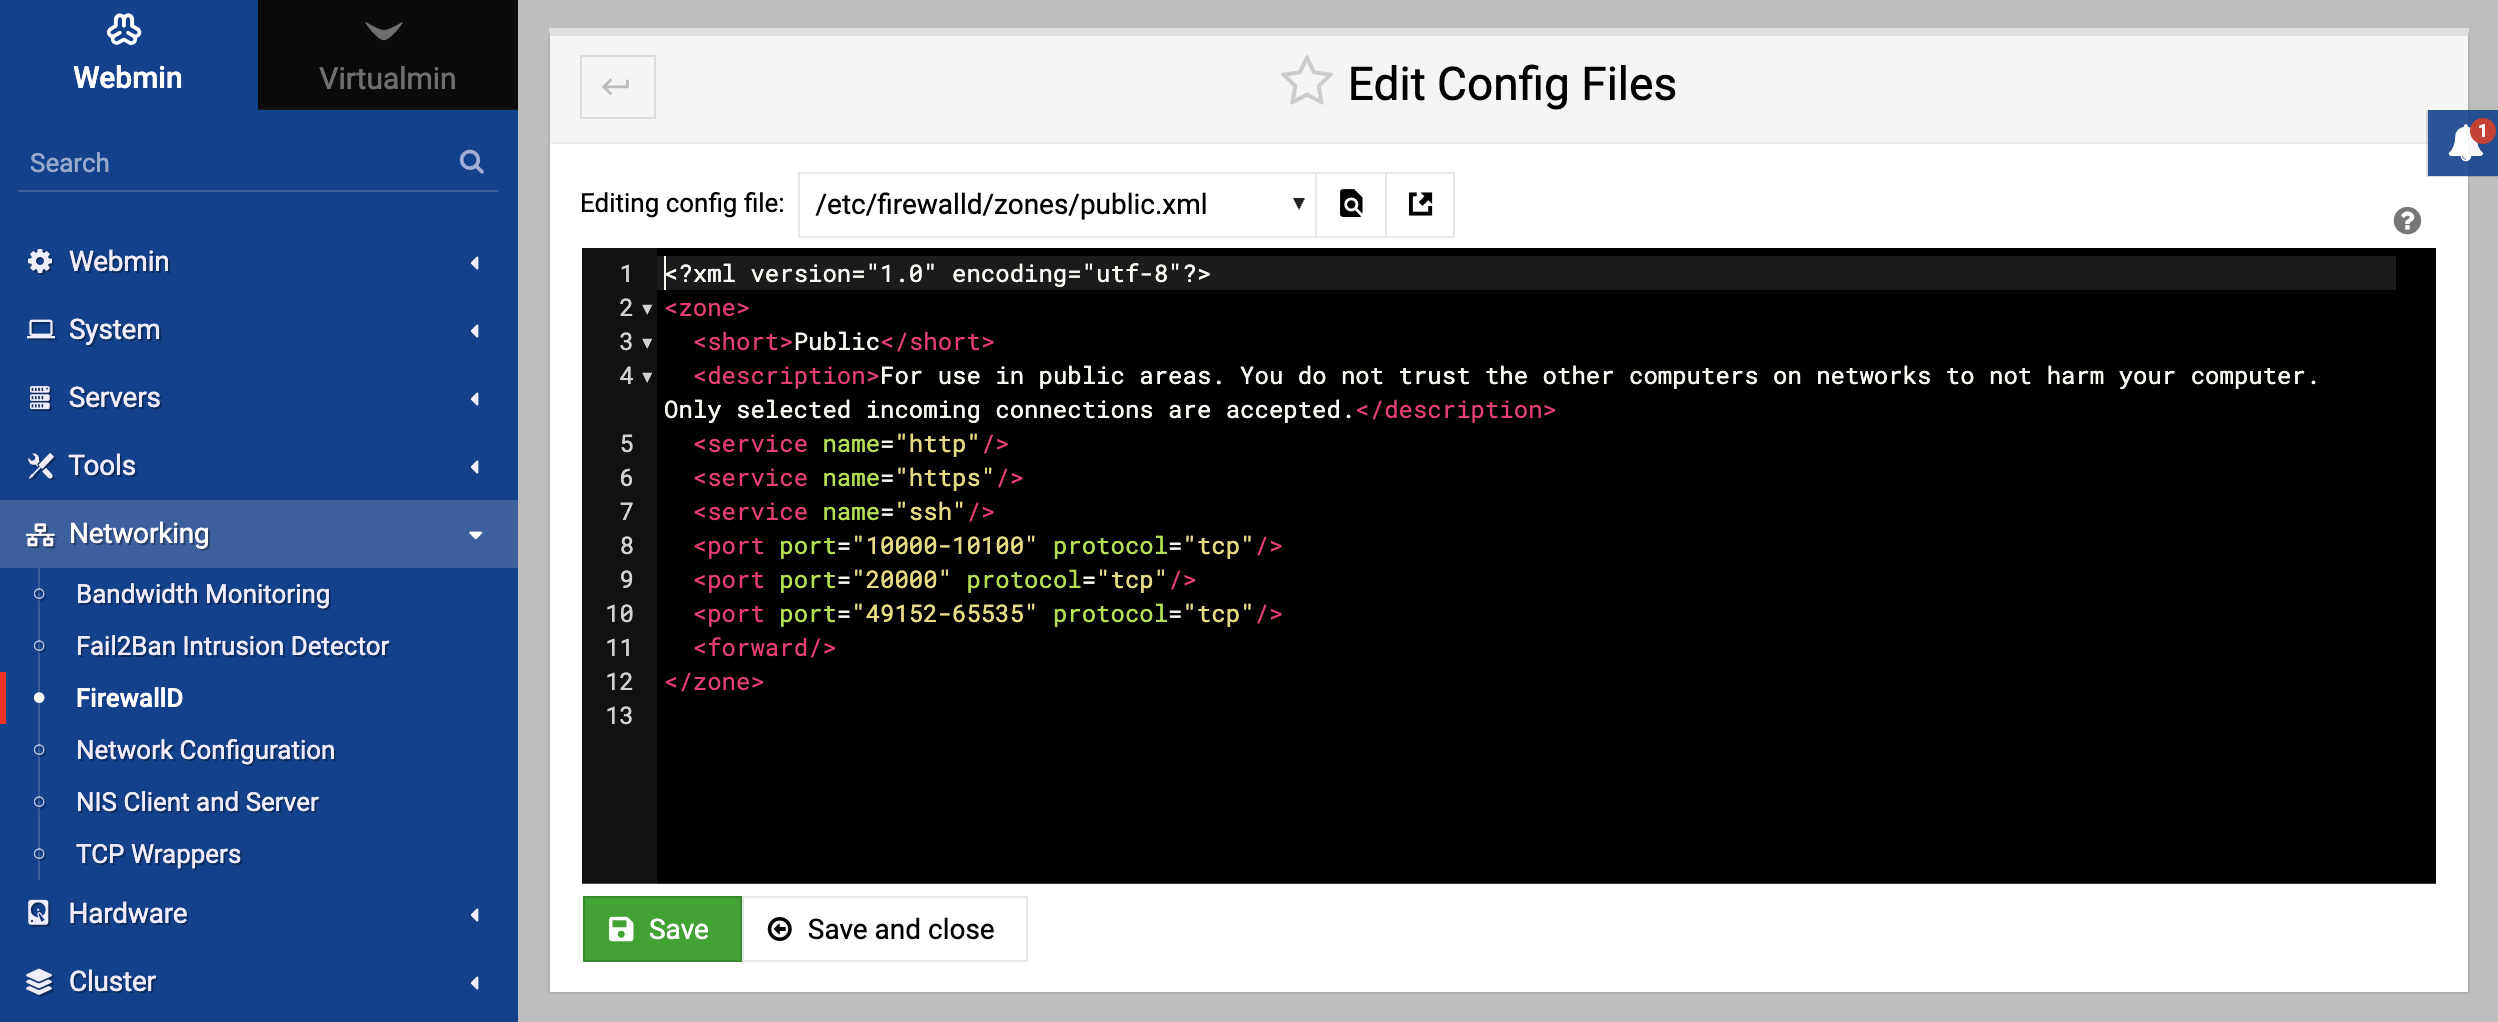 Webmin
Virtualmin
Search
Webmin
System
Servers
Tools
Networking
Bandwidth Monitoring
Fail2Ban Intrusion Detector
FirewallD
Network Configuration
NIS Client and Server
TCP Wrappers
Hardware
Cluster
Edit Config Files
1
Editing config file: /etc/firewalld/zones/public.xml
?
1 <?xml version="1.0" encoding="utf-8"?>
2 <zone>
3   <short>Public</short>
4   <description>For use in public areas. You do not trust the other computers on networks to not harm your computer.
Only selected incoming connections are accepted.</description>
5   <service name="http"/>
6   <service name="https"/>
7   <service name="ssh"/>
8   <port port="10000-10100" protocol="tcp"/>
9   <port port="20000" protocol="tcp"/>
10   <port port="49152-65535" protocol="tcp"/>
11   <forward/>
12 </zone>
13
Save
Save and close